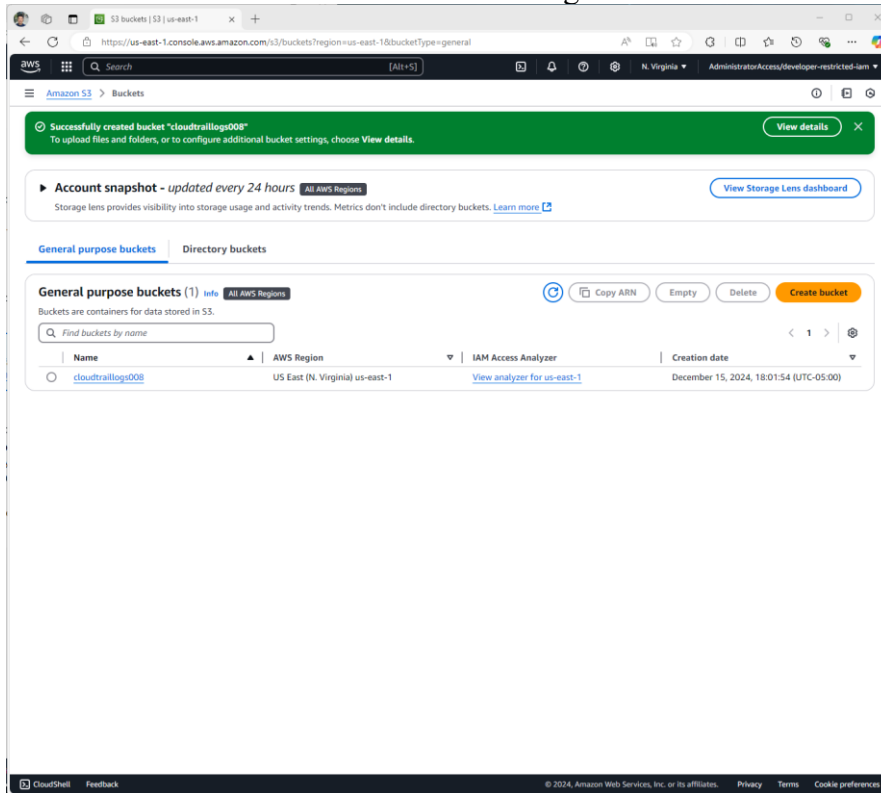 S3 buckets | S3 | us-east-1
https://us-east-1.console.aws.amazon.com/s3/buckets?region=us-east-1&bucketType=general
aws Search [Alt+S] N. Virginia AdministratorAccess/developer-restricted-iam
Amazon S3 > Buckets
Successfully created bucket "cloudtraillogs008"
To upload files and folders, or to configure additional bucket settings, choose View details.
View details
Account snapshot - updated every 24 hours All AWS Regions
Storage lens provides visibility into storage usage and activity trends. Metrics don't include directory buckets. Learn more
View Storage Lens dashboard
General purpose buckets Directory buckets
General purpose buckets (1) Info All AWS Regions
Copy ARN Empty Delete Create bucket
Buckets are containers for data stored in S3.
Find buckets by name
1
Name AWS Region IAM Access Analyzer Creation date
cloudtraillogs008 US East (N. Virginia) us-east-1 View analyzer for us-east-1 December 15, 2024, 18:01:54 (UTC-05:00)
CloudShell Feedback © 2024, Amazon Web Services, Inc. or its affiliates. Privacy Terms Cookie preferences